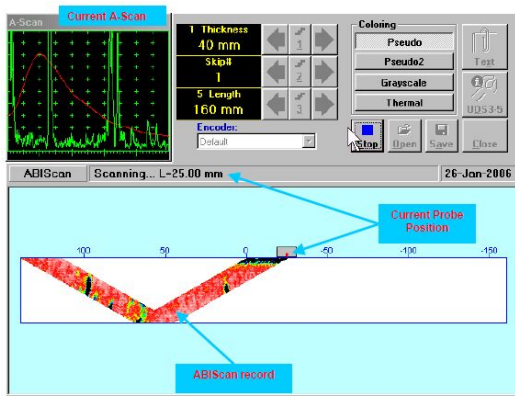 A-Scan
Current A-Scan
1 Thickness
40 mm
Skip#
1
5 Length
160 mm
Encoder:
Default
1
2
3
Coloring
Pseudo
Pseudo2
Grayscale
Thermal
Text
UDS3-5
Stop
Open
Save
Close
ABIScan
Scanning... L-25.00 mm
26-Jan-2006
Current Probe
Position
100
50
0
-50
-100
-150
ABIScan record